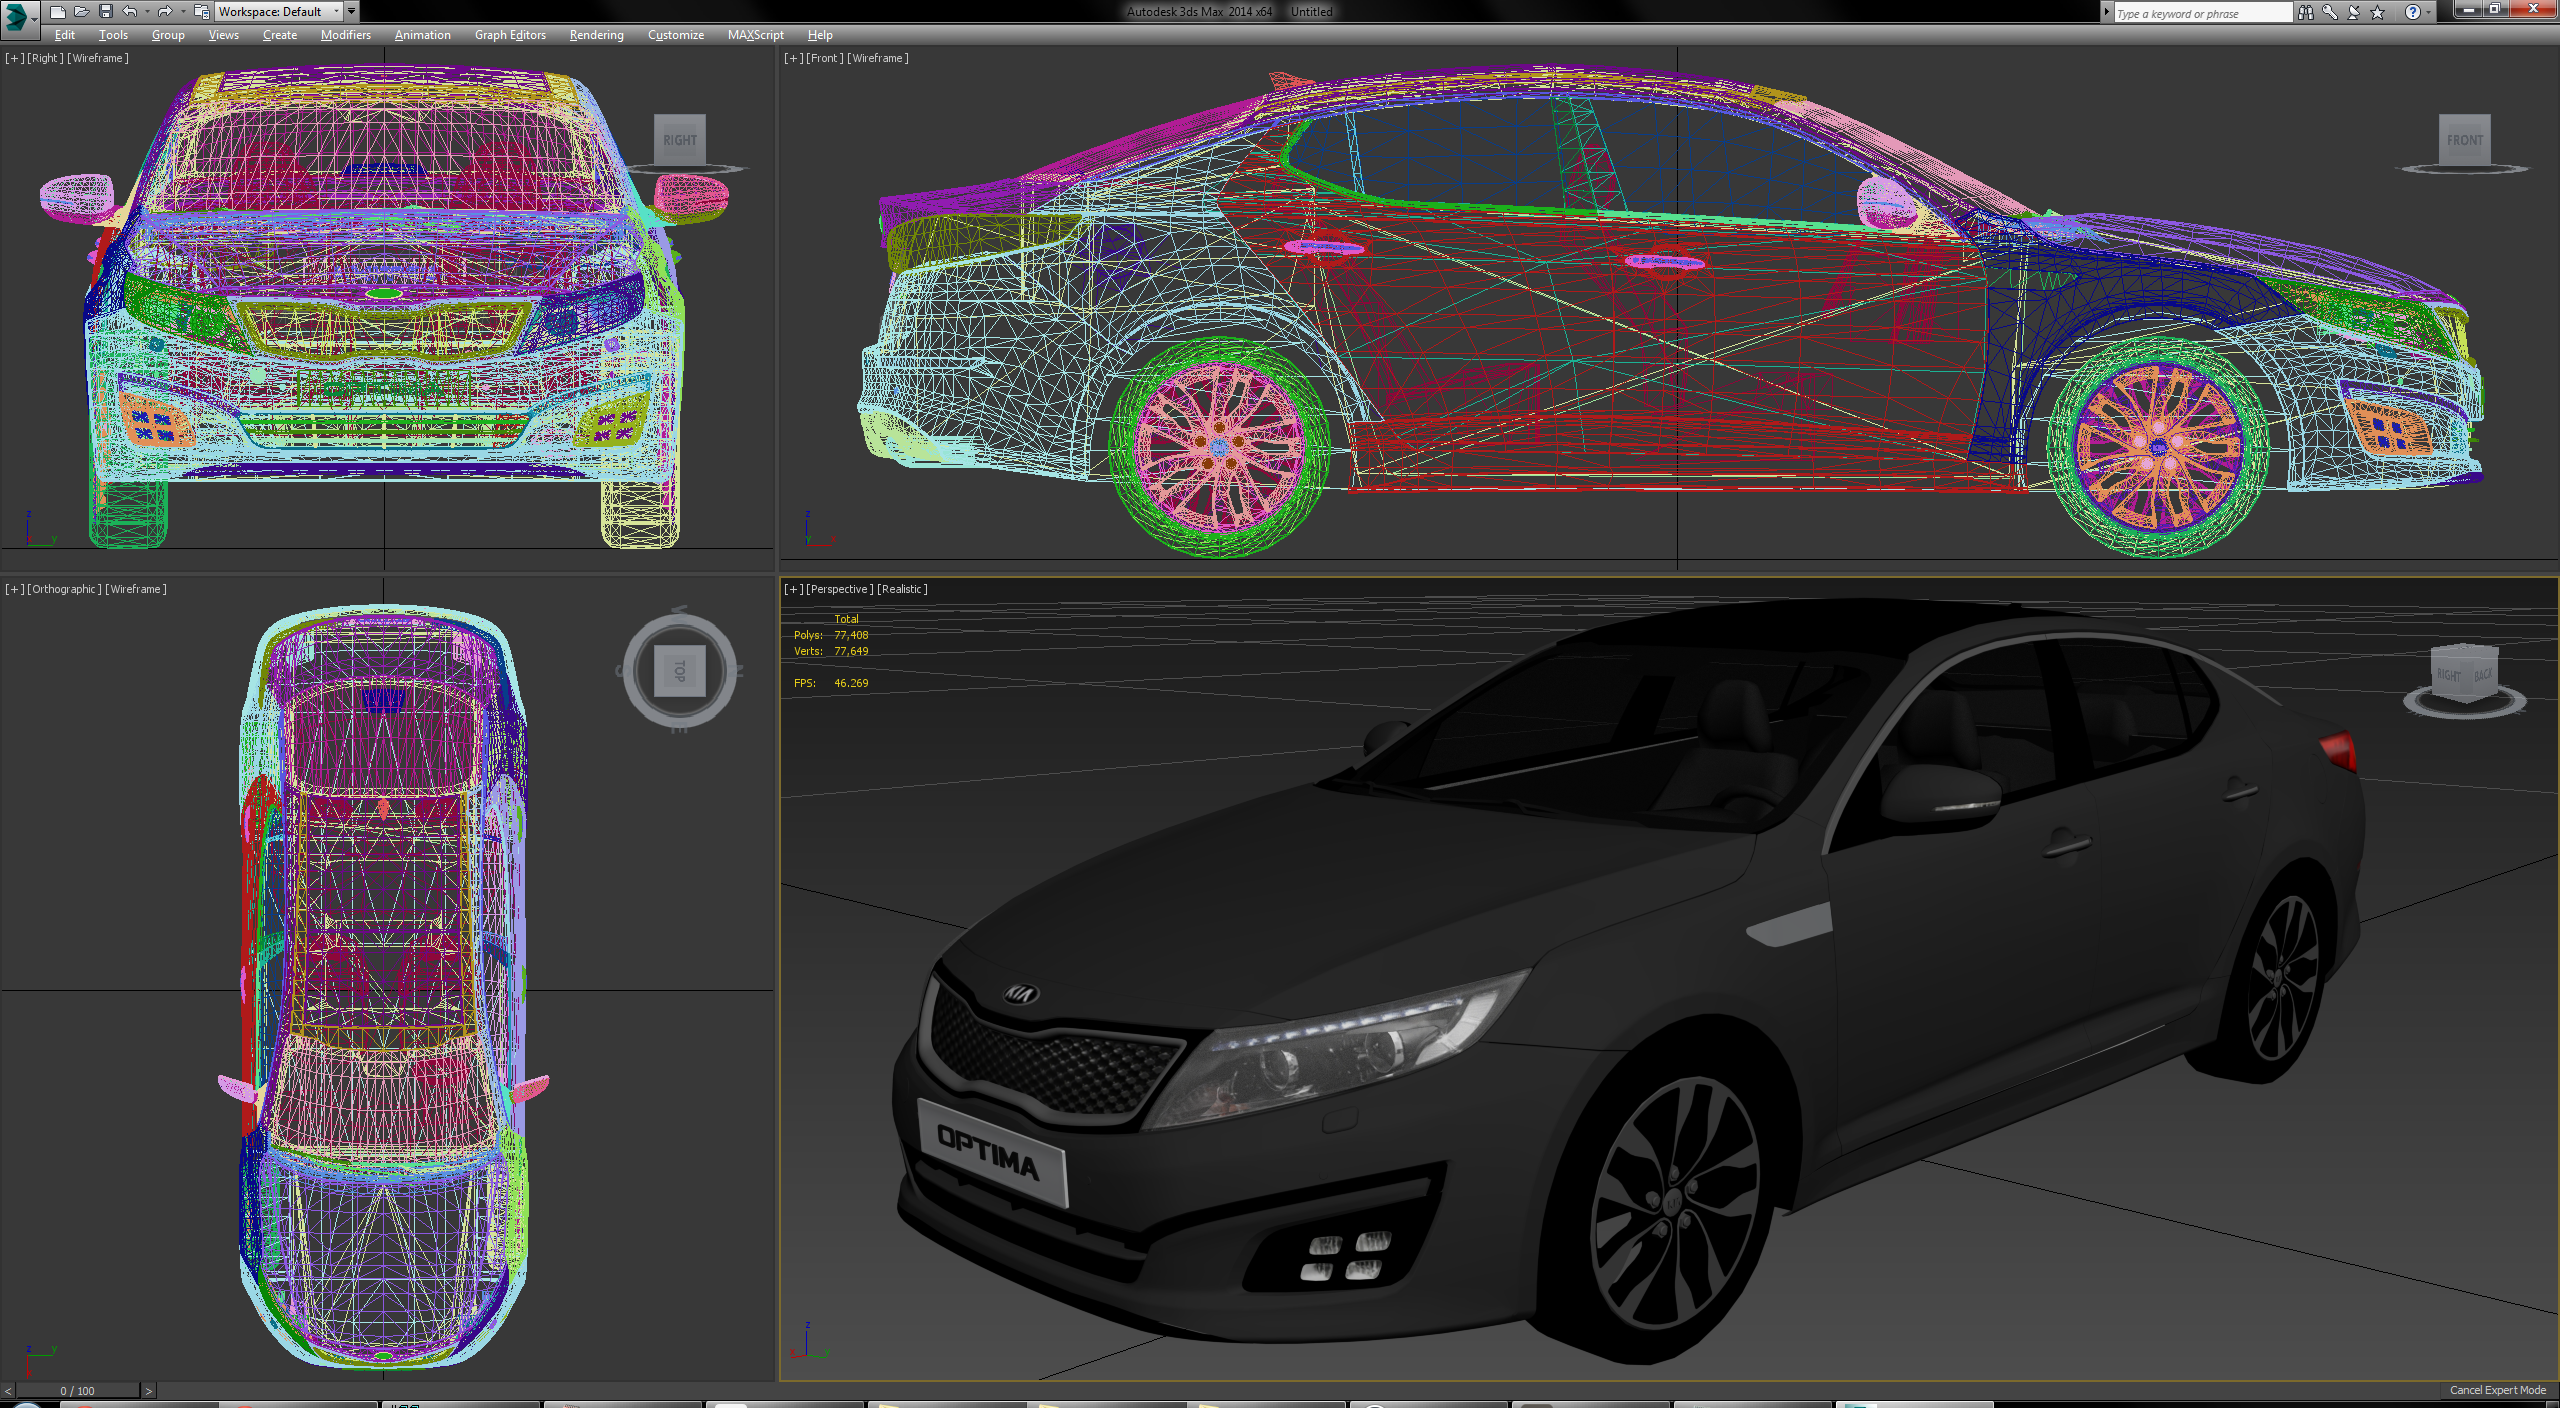 Workspace: Default
Autodesk 3ds Max 2014 x64 Untitled
Type a keyword or phrase
Edit Tools Group Views Create Modifiers Animation Graph Editors Rendering Customize MAXScript Help
[+] [Right] [Wireframe]
RIGHT
z
y
[+] [Front] [Wireframe]
FRONT
z
[+] [Orthographic] [Wireframe]
TOP
E
z
y
[+] [Perspective] [Realistic]
Total
Polys: 77,408
Verts: 77,649
FPS: 46.269
RIGHT BACK
KIA
OPTIMA
z
< 0 / 100 >
Cancel Expert Mode